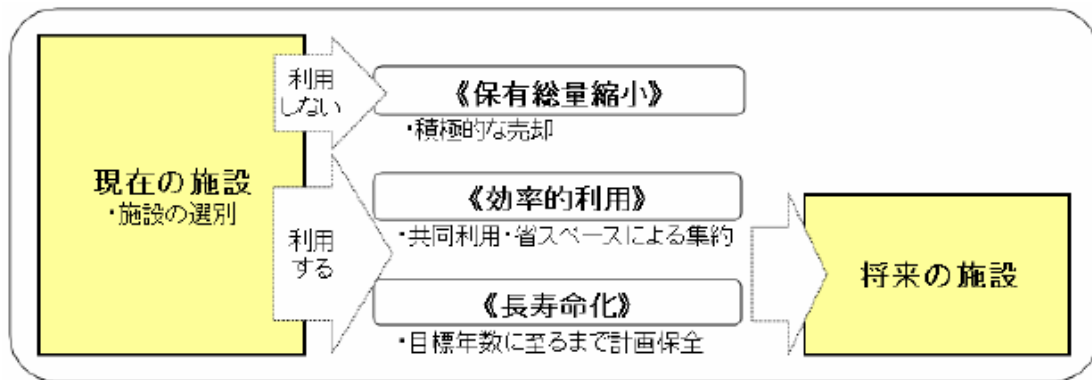 現在の施設
・施設の選別
利用
しない
《保有総量縮小》
・積極的な売却
利用
する
《効率的利用》
・共同利用・省スペースによる集約
《長寿命化》
・目標年数に至るまで計画保全
将来の施設